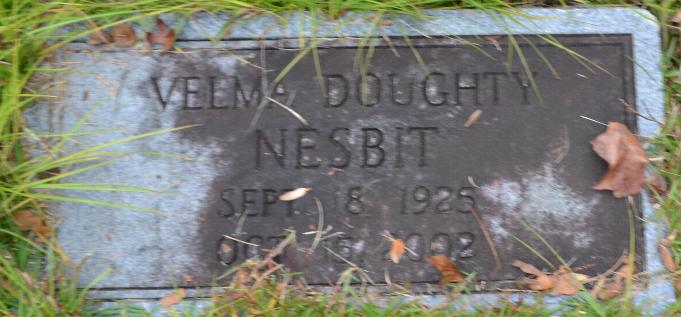 VELMA DOUGHTY
NESBIT
SEPT. 18 1925
OCT. 2002